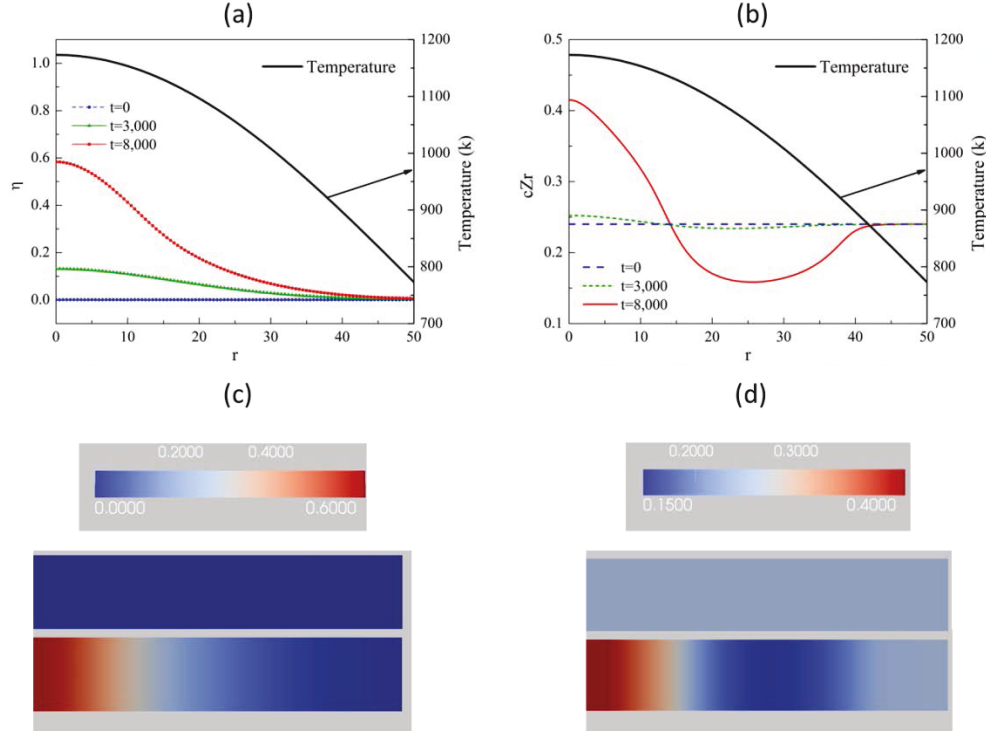 (a)
(b)
1200
1100
1000
900
800
700
Temperature (k)
1.0
0.8
0.6
0.4
0.2
0.0
η
Temperature
t=0
t=3,000
t=8,000
0
10
20
30
40
50
r
0.5
0.4
0.3
0.2
0.1
cZr
Temperature
t=0
t=3,000
t=8,000
1200
1100
1000
900
800
700
Temperature (k)
0
10
20
30
40
50
r
(c)
(d)
0.2000 0.4000
0.0000 0.6000
0.2000 0.3000
0.1500 0.4000